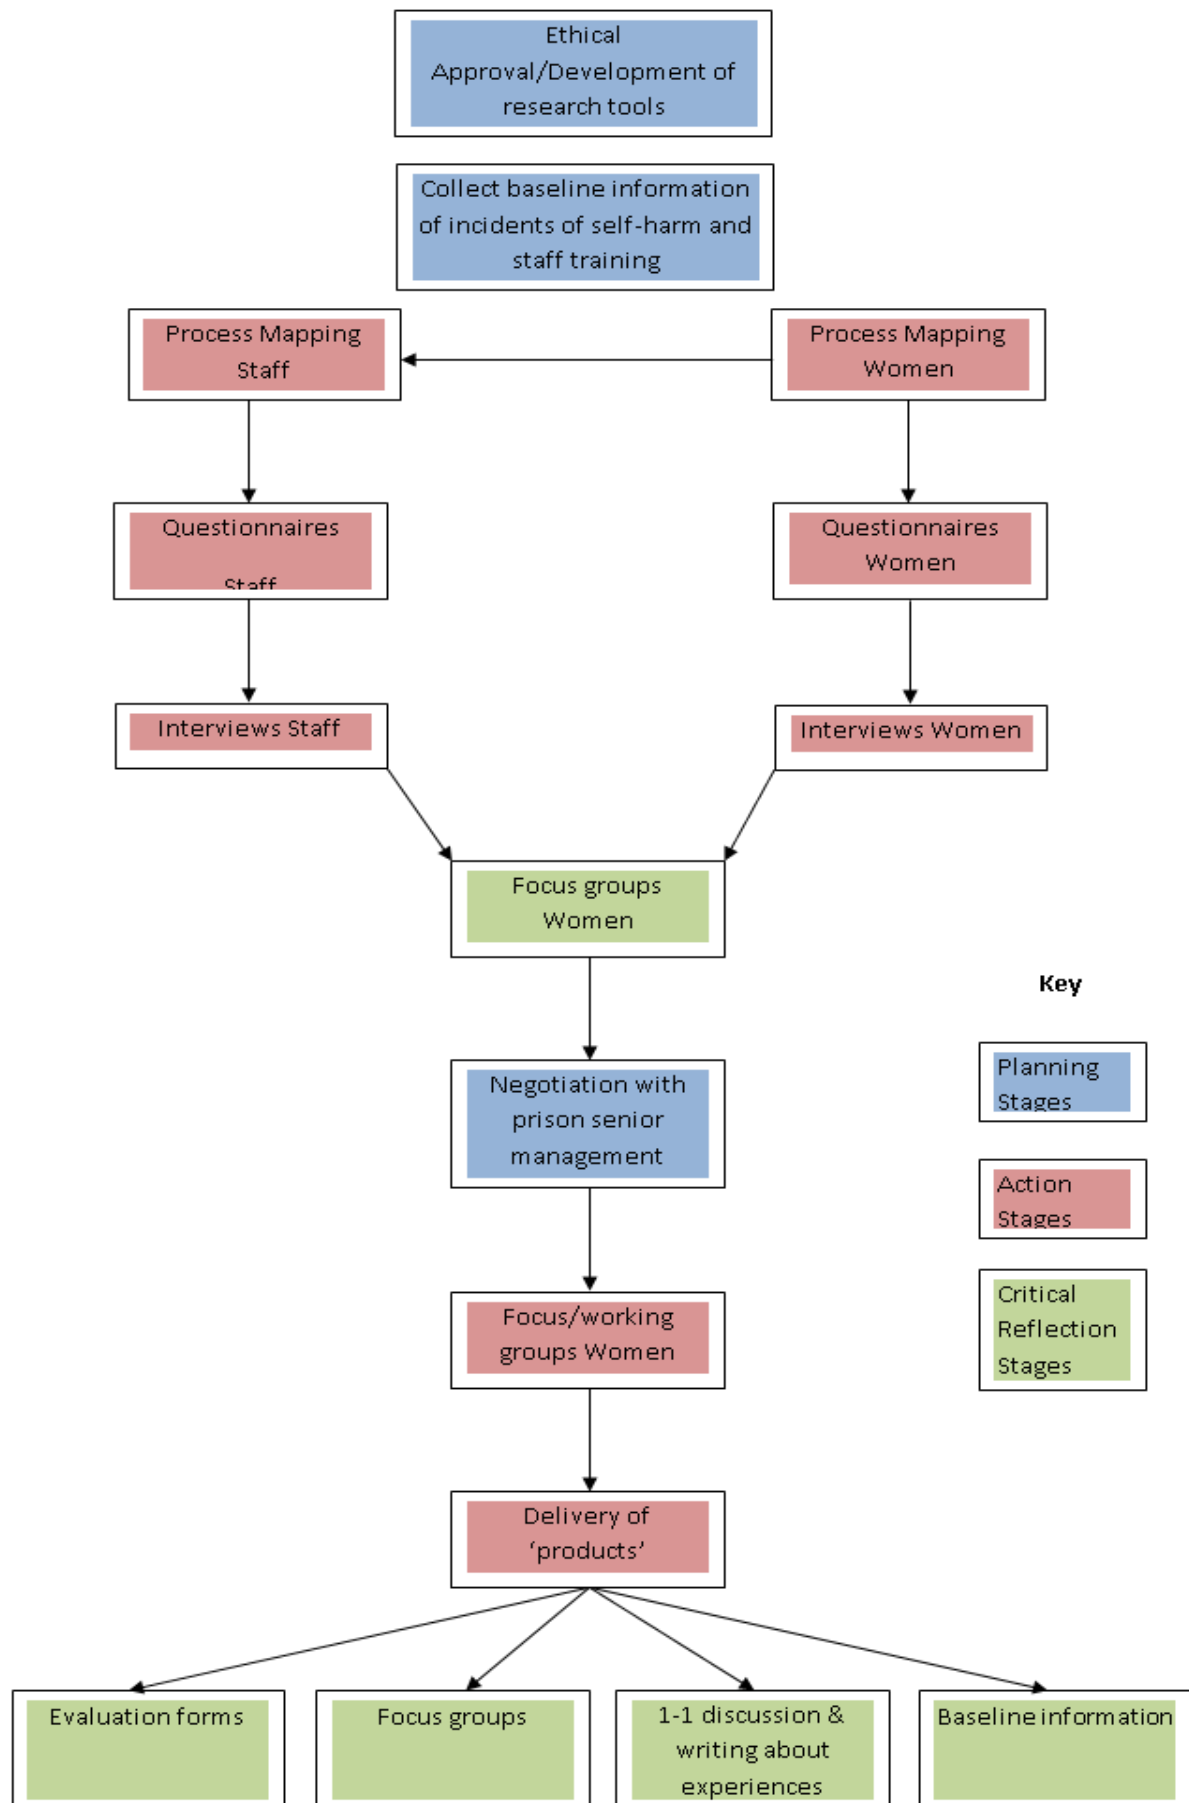 Ethical
Approval/Development of
research tools
Collect baseline information
of incidents of self-harm and
staff training
Process Mapping
Staff
Process Mapping
Women
Questionnaires
Staff
Questionnaires
Women
Interviews Staff
Interviews Women
Focus groups
Women
Key
Planning
Stages
Negotiation with
prison senior
management
Action
Stages
Critical
Reflection
Stages
Focus/working
groups Women
Delivery of
‘products’
Evaluation forms
Focus groups
1-1 discussion &
writing about
experiences
Baseline information